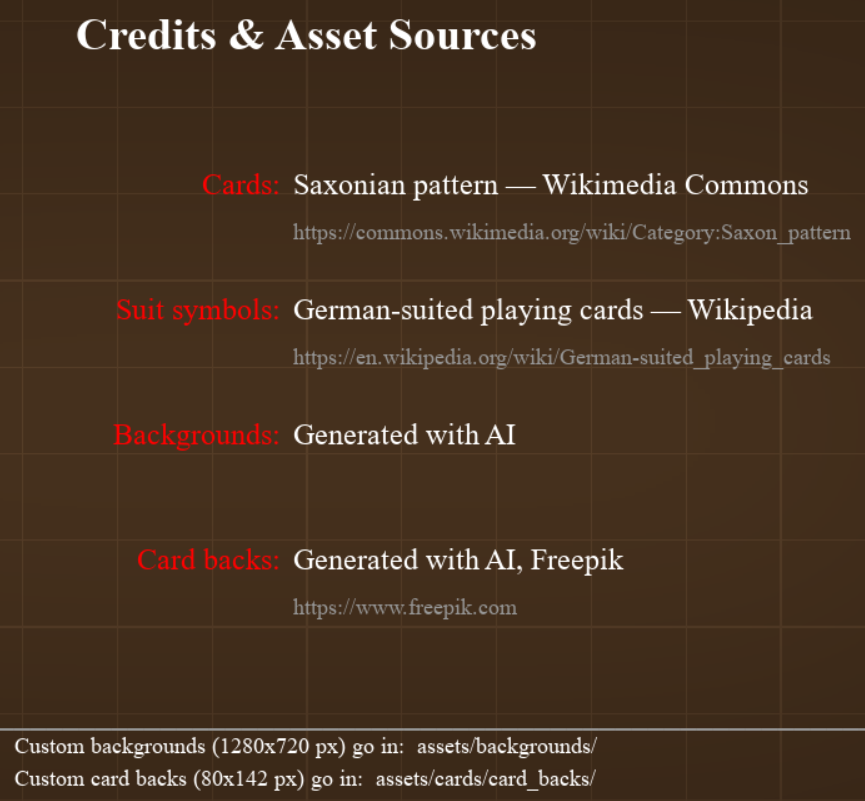 Credits & Asset Sources
Cards: Saxonian pattern — Wikimedia Commons
https://commons.wikimedia.org/wiki/Category:Saxon_pattern
Suit symbols: German-suited playing cards — Wikipedia
https://en.wikipedia.org/wiki/German-suited_playing_cards
Backgrounds: Generated with AI
Card backs: Generated with AI, Freepik
https://www.freepik.com
Custom backgrounds (1280x720 px) go in: assets/backgrounds/
Custom card backs (80x142 px) go in: assets/cards/card_backs/